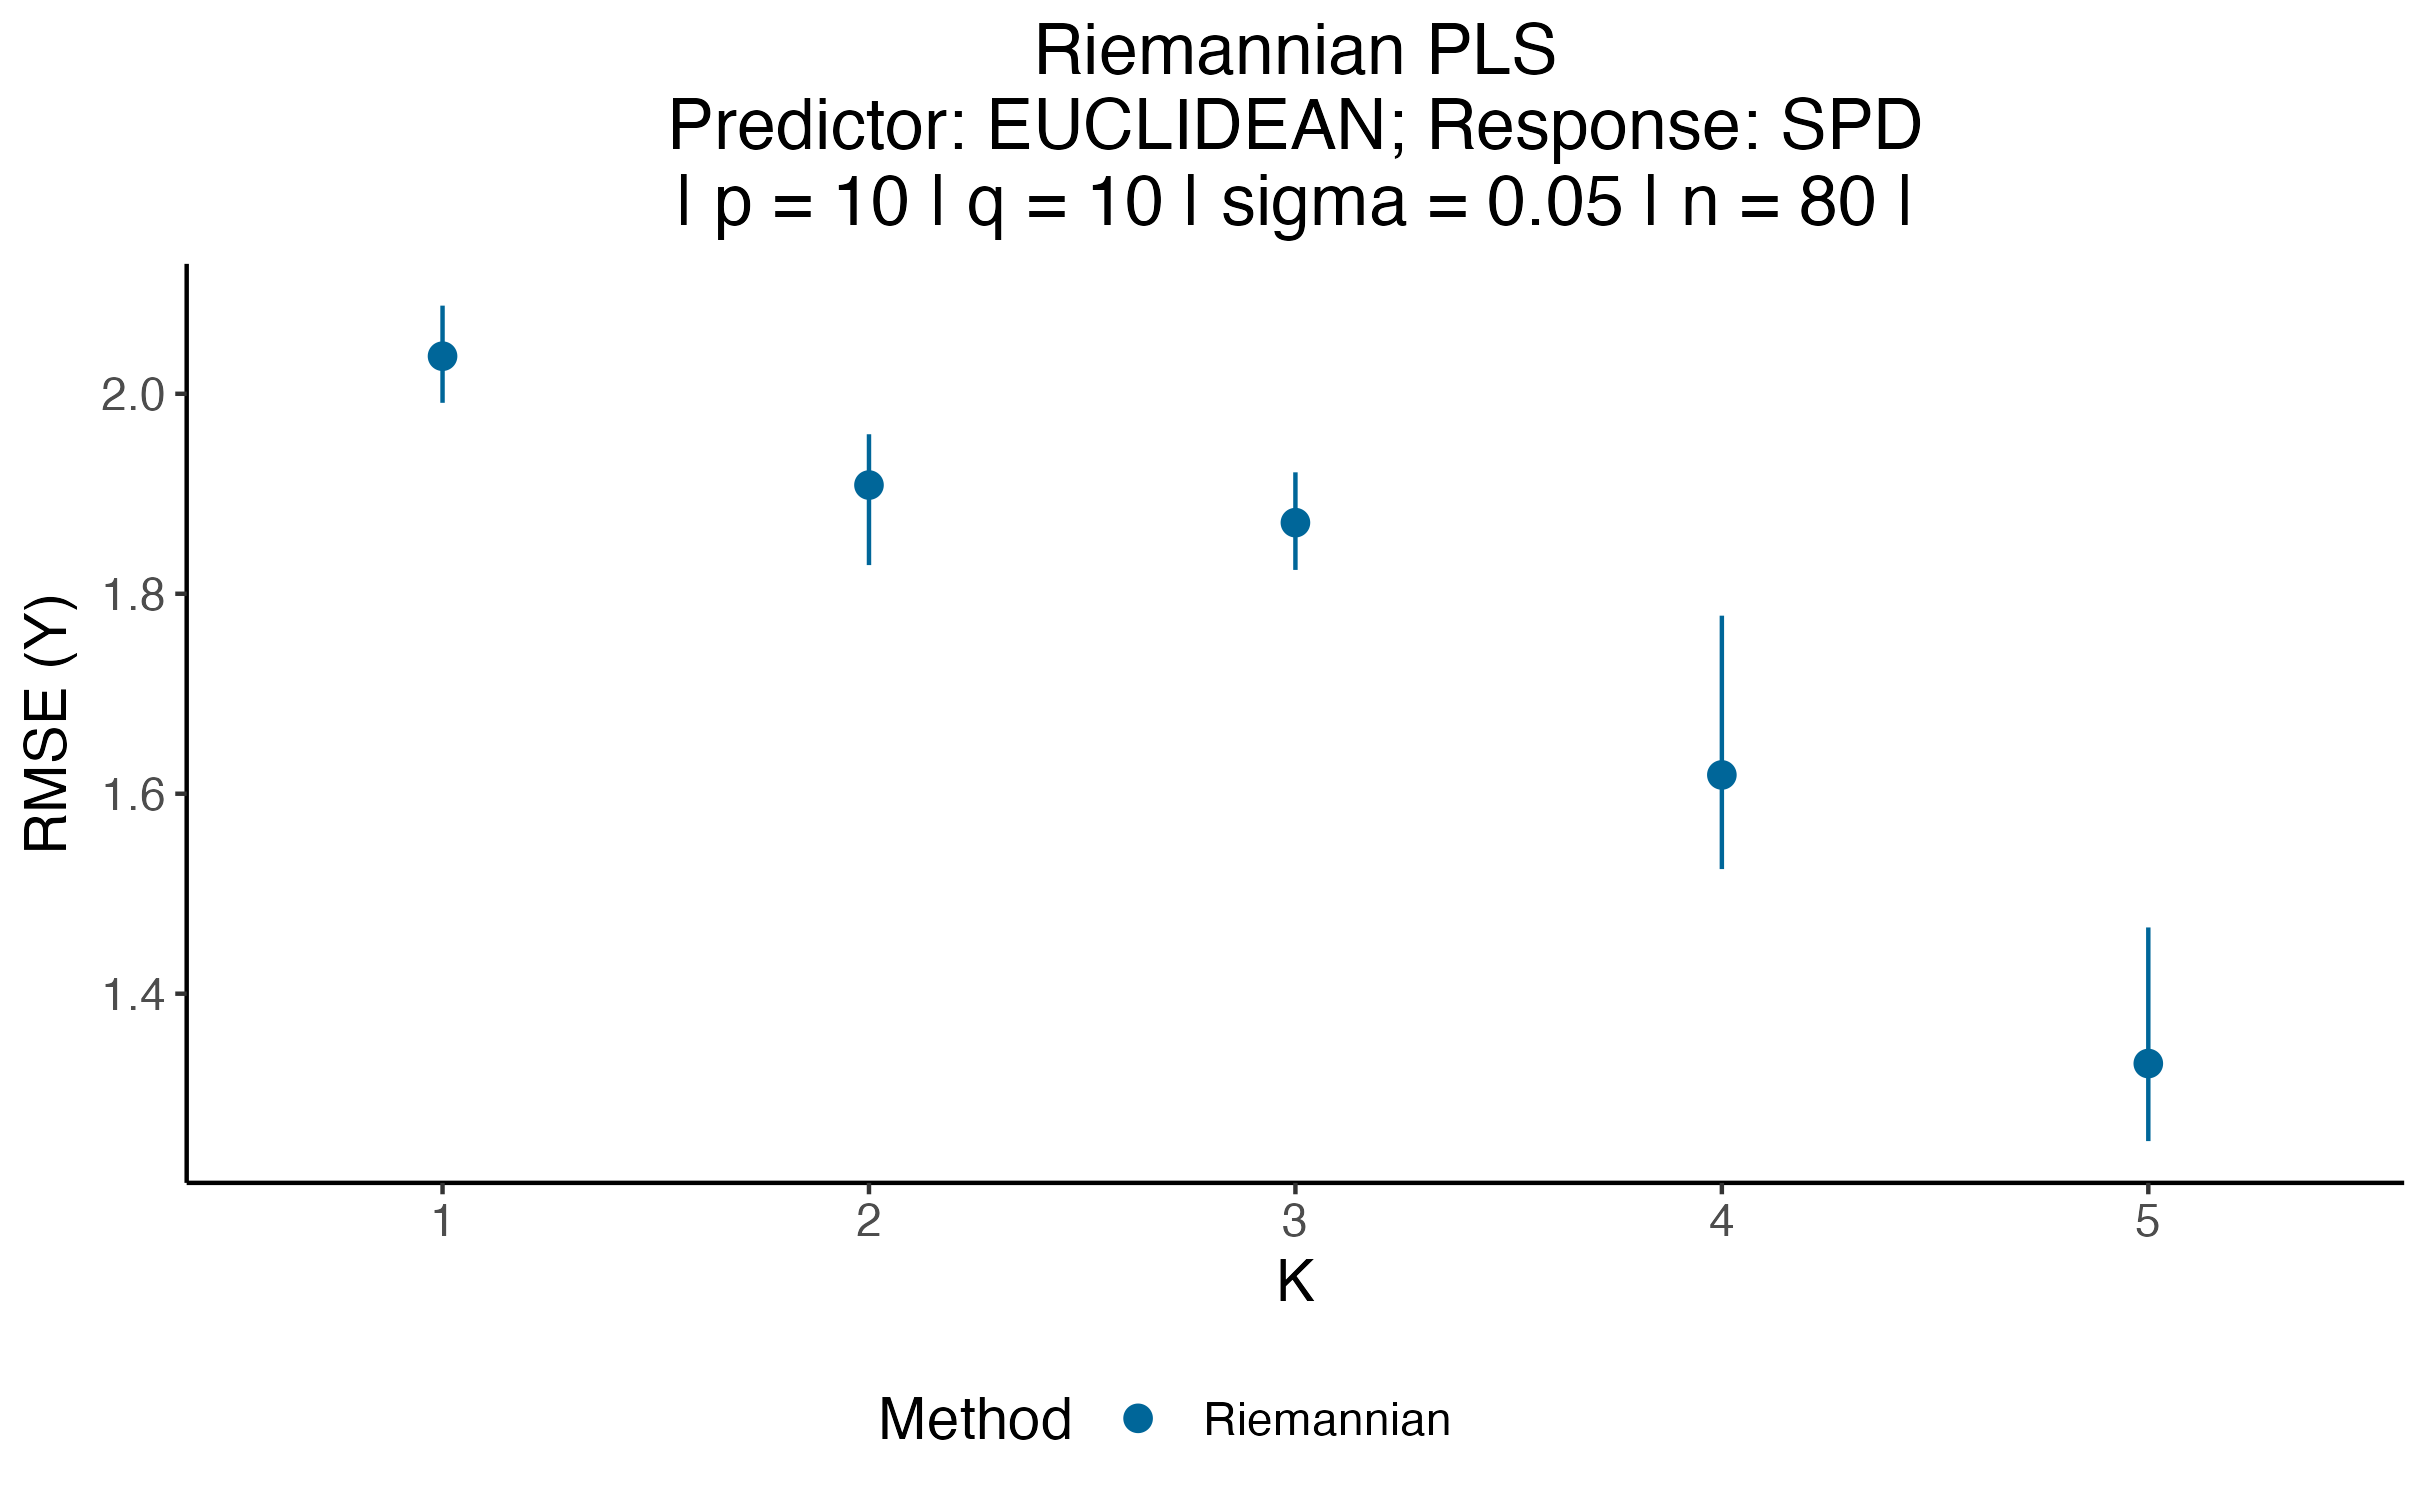 Riemannian PLS
Predictor: EUCLIDEAN; Response: SPD
| p = 10 | q = 10 | sigma = 0.05 | n = 80 |
RMSE (Y)
2.0
1.8
1.6
1.4
1 2 3 4 5
K
Method Riemannian